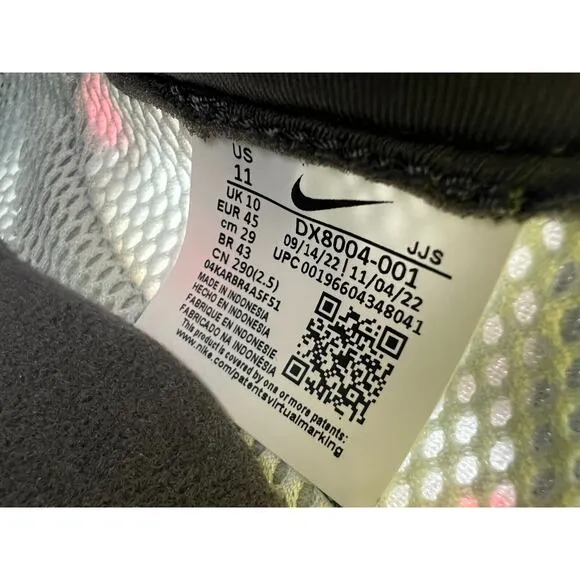 US
11
UK 10
EUR 45
cm 29
BR 43
CN 290(2.5)
04KARBR4A5F51
MADE IN INDONESIA
HECHO EN INDONESIA
FABRIQUÉ EN INDONESIE
FABRICADO NA INDONÉSIA
This product is covered by one or more patents:
www.nike.com/patentsvirtualmarking
JJS
DX8004-001
09/14/22 | 11/04/22
UPC 00196604348041